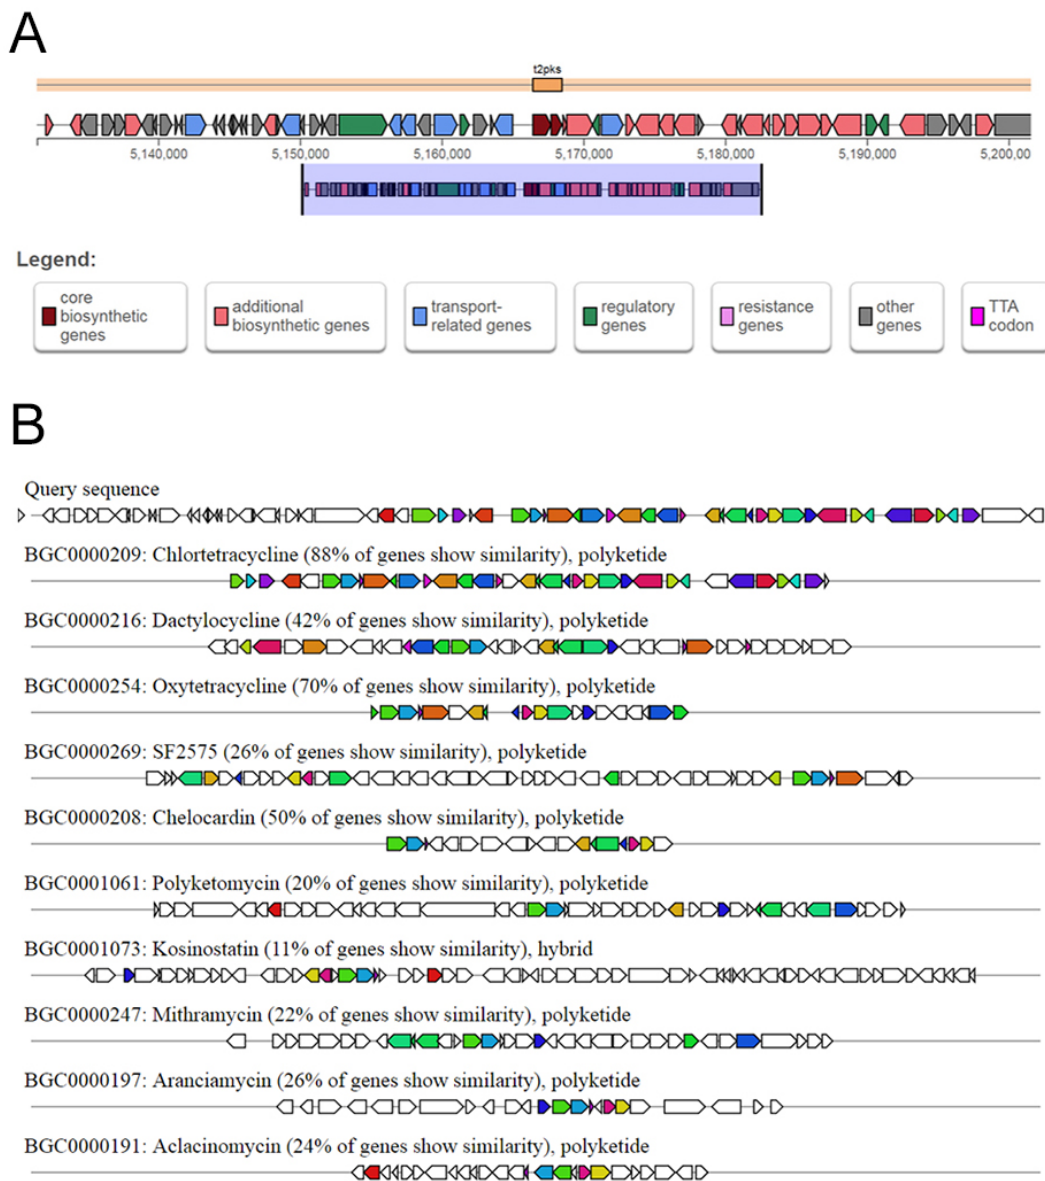 A
t2pks
5,140,000 5,150,000 5,160,000 5,170,000 5,180,000 5,190,000 5,200,000
Legend:
core biosynthetic genes
additional biosynthetic genes
transport-related genes
regulatory genes
resistance genes
other genes
TTA codon
B
Query sequence
BGC0000209: Chlortetracycline (88% of genes show similarity), polyketide
BGC0000216: Dactylocycline (42% of genes show similarity), polyketide
BGC0000254: Oxytetracycline (70% of genes show similarity), polyketide
BGC0000269: SF2575 (26% of genes show similarity), polyketide
BGC0000208: Chelocardin (50% of genes show similarity), polyketide
BGC0001061: Polyketomycin (20% of genes show similarity), polyketide
BGC0001073: Kosinostatin (11% of genes show similarity), hybrid
BGC0000247: Mithramycin (22% of genes show similarity), polyketide
BGC0000197: Aranciamycin (26% of genes show similarity), polyketide
BGC0000191: Aclacinomycin (24% of genes show similarity), polyketide